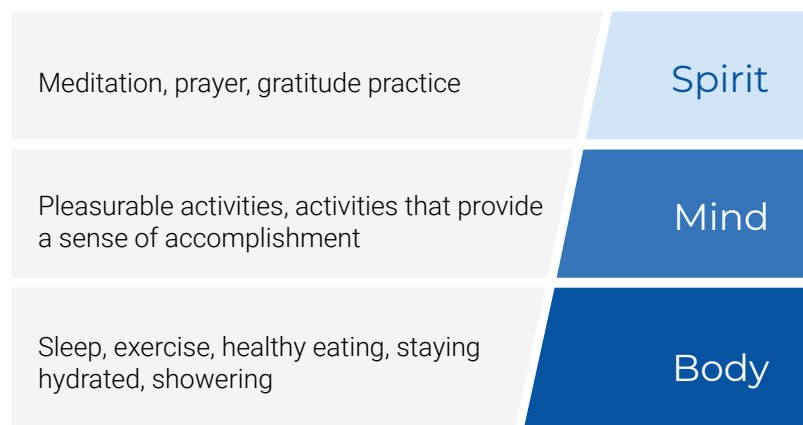 Meditation, prayer, gratitude practice
Spirit
Pleasurable activities, activities that provide
a sense of accomplishment
Mind
Sleep, exercise, healthy eating, staying
hydrated, showering
Body